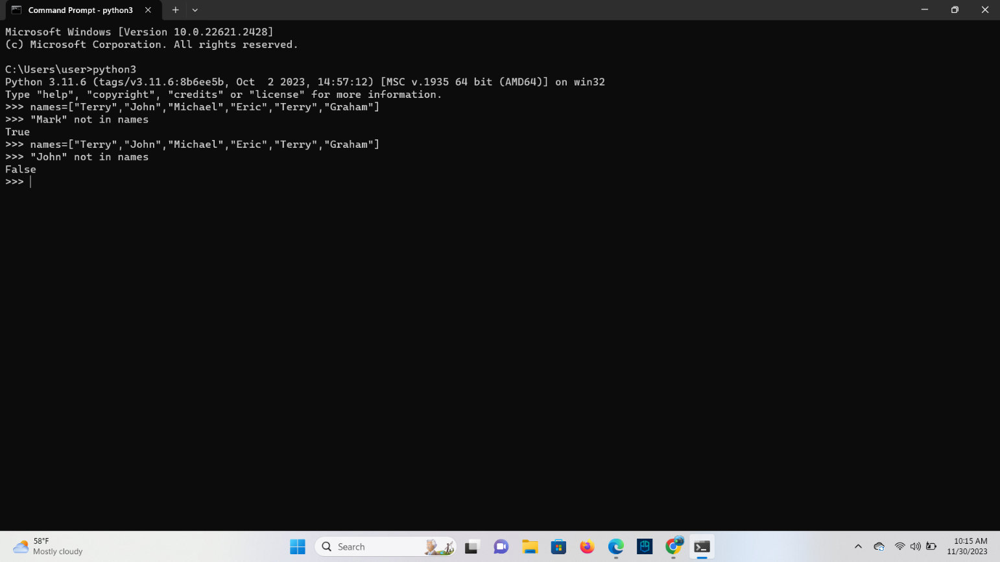 Command Prompt - python3
Microsoft Windows [Version 10.0.22621.2428]
(c) Microsoft Corporation. All rights reserved.
C:\Users\user>python3
Python 3.11.6 (tags/v3.11.6:8b6ee5b, Oct  2 2023, 14:57:12) [MSC v.1935 64 bit (AMD64)] on win32
Type "help", "copyright", "credits" or "license" for more information.
>>> names=["Terry","John","Michael","Eric","Terry","Graham"]
>>> "Mark" not in names
True
>>> names=["Terry","John","Michael","Eric","Terry","Graham"]
>>> "John" not in names
False
>>>
58°F
Mostly cloudy
Search
10:15 AM
11/30/2023